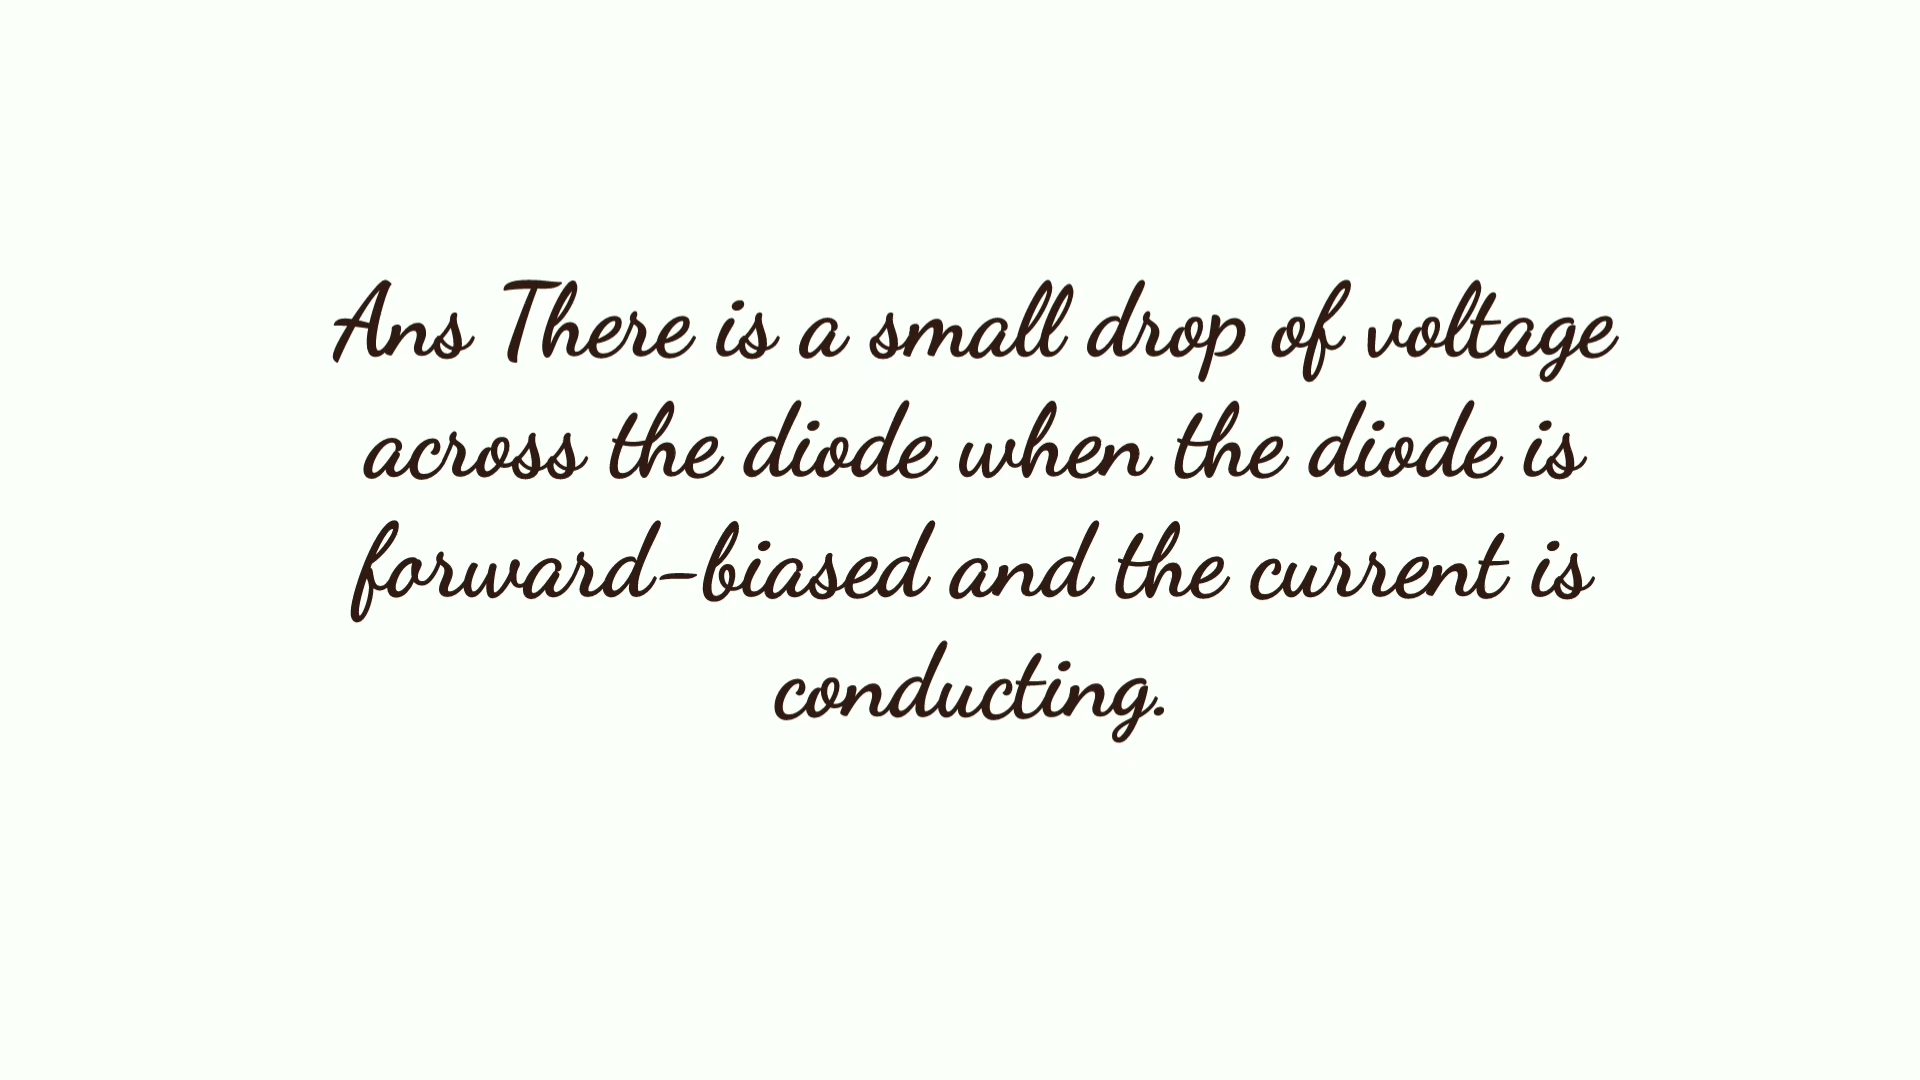 Ans There is a small drop of voltage
across the diode when the diode is
forward-biased and the current is
conducting.